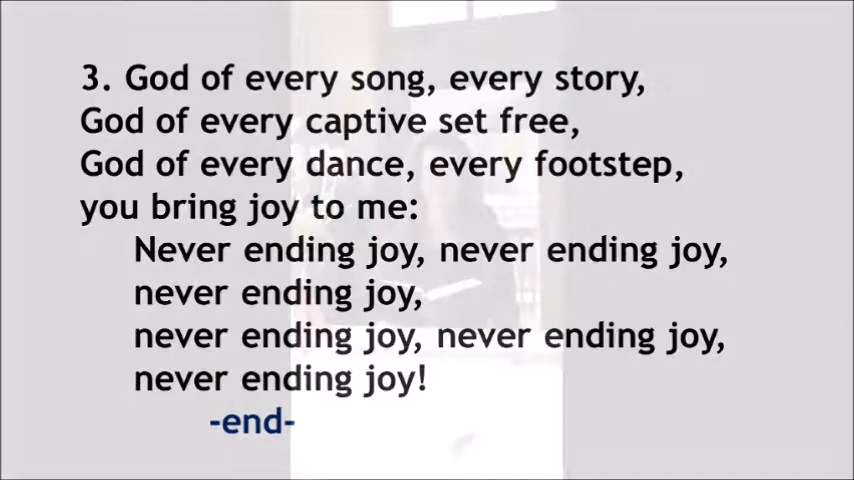 3. God of every song, every story,
God of every captive set free,
God of every dance, every footstep,
you bring joy to me:
Never ending joy, never ending joy,
never ending joy,
never ending joy, never ending joy,
never ending joy!
-end-